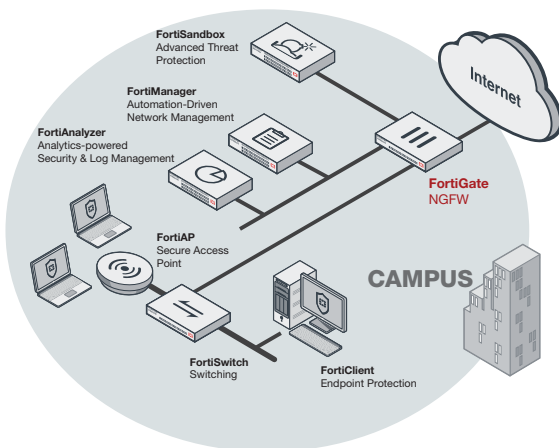 FortiSandbox
Advanced Threat
Protection
FortiManager
Automation-Driven
Network Management
FortiAnalyzer
Analytics-powered
Security & Log Management
Internet
FortiGate
NGFW
FortiAP
Secure Access
Point
CAMPUS
FortiSwitch
Switching
FortiClient
Endpoint Protection